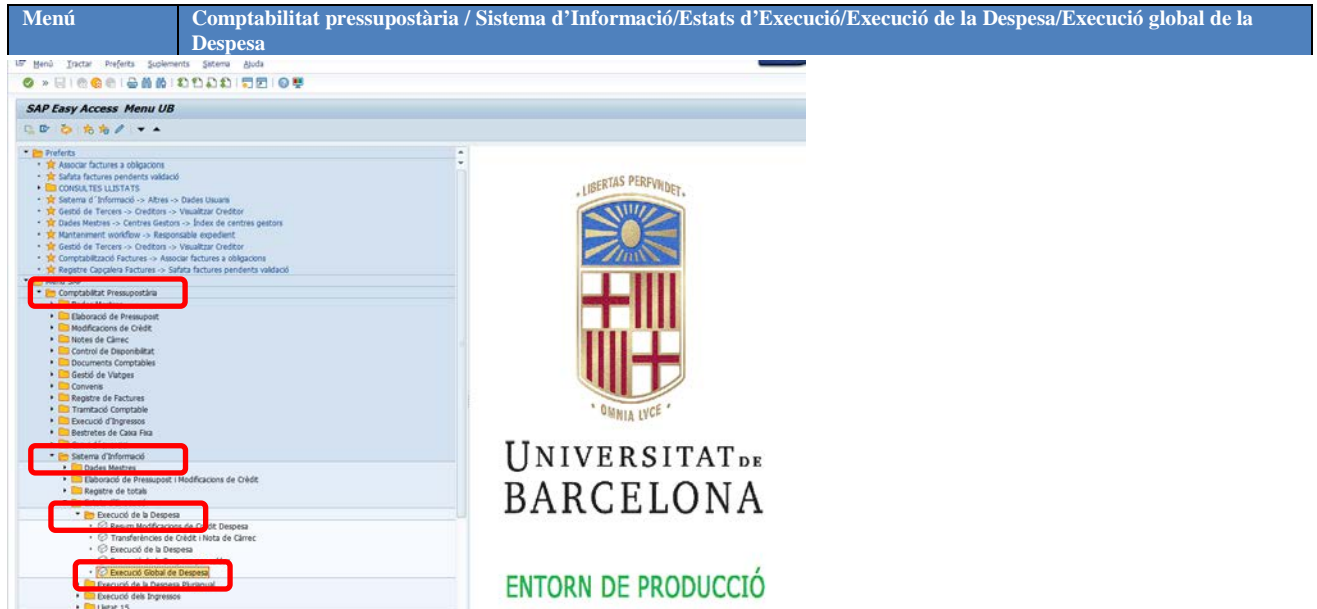 Menú
Comptabilitat pressupostària / Sistema d’Informació/Estats d’Execució/Execució de la Despesa/Execució global de la
Despesa
Menú Tractar Preferits Suplements Sistema Ajuda
SAP Easy Access Menu UB
Preferits
Associar factures a obligacions
Safata factures pendents validació
CONSULTES LLISTATS
Sistema d´Informació -> Altres -> Dades Usuaris
Gestió de Tercers -> Creditors -> Visualitzar Creditor
Dades Mestres -> Centres Gestors -> Índex de centres gestors
Manteniment workflow -> Responsable expedient
Gestió de Tercers -> Creditors -> Visualitzar Creditor
Comptabilització Factures -> Associar factures a obligacions
Registre Capçalera Factures -> Safata factures pendents validació
Menú SAP
Comptabilitat Pressupostària
Dades Mestres
Elaboració de Pressupost
Modificacions de Crèdit
Notes de Càrrec
Control de Disponibilitat
Documents Comptables
Gestió de Viatges
Convenis
Registre de Factures
Tramitació Comptable
Execució d'Ingressos
Bestretes de Caixa Fixa
Sistema d'Informació
Dades Mestres
Elaboració de Pressupost i Modificacions de Crèdit
Registre de totals
Execució de la Despesa
Resum Modificacions de Crèdit Despesa
Transferències de Crèdit i Nota de Càrrec
Execució de la Despesa
Execució Global de Despesa
Execució de la Despesa Plurianual
Execució dels Ingressos
Llistat 15
LIBERTAS PERFVNDET
OMNIA LVCE
UNIVERSITAT DE
BARCELONA
ENTORN DE PRODUCCIÓ